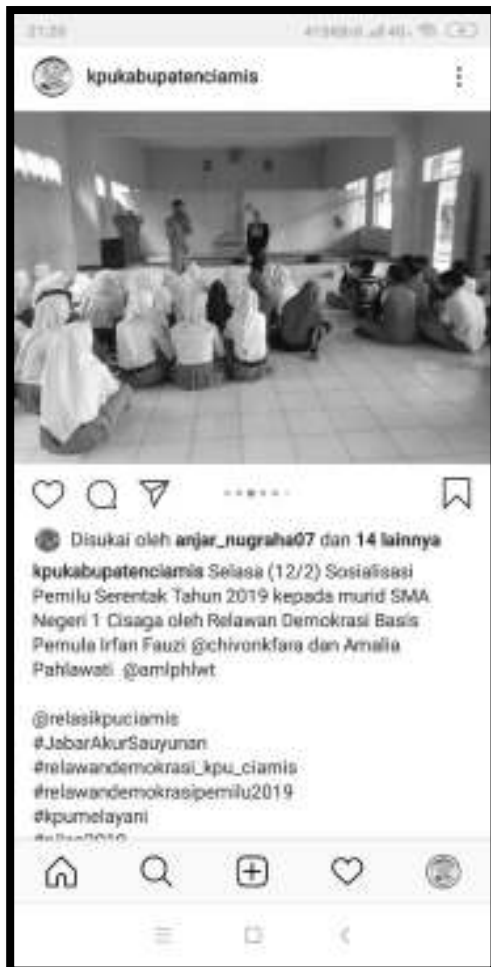 21:20
kpukabupatenciamis
Disukai oleh anjar_nugraha07 dan 14 lainnya
kpukabupatenciamis Selasa (12/2) Sosialisasi
Pemilu Serentak Tahun 2019 kepada murid SMA
Negeri 1 Cisaga oleh Relawan Demokrasi Basis
Pemula Irfan Fauzi @chivonkfara dan Amalia
Pahlawati @amlphlwt
@relasikpuciamis
#JabarAkurSauyunan
#relawandemokrasi_kpu_ciamis
#relawandemokrasipemilu2019
#kpumelayani